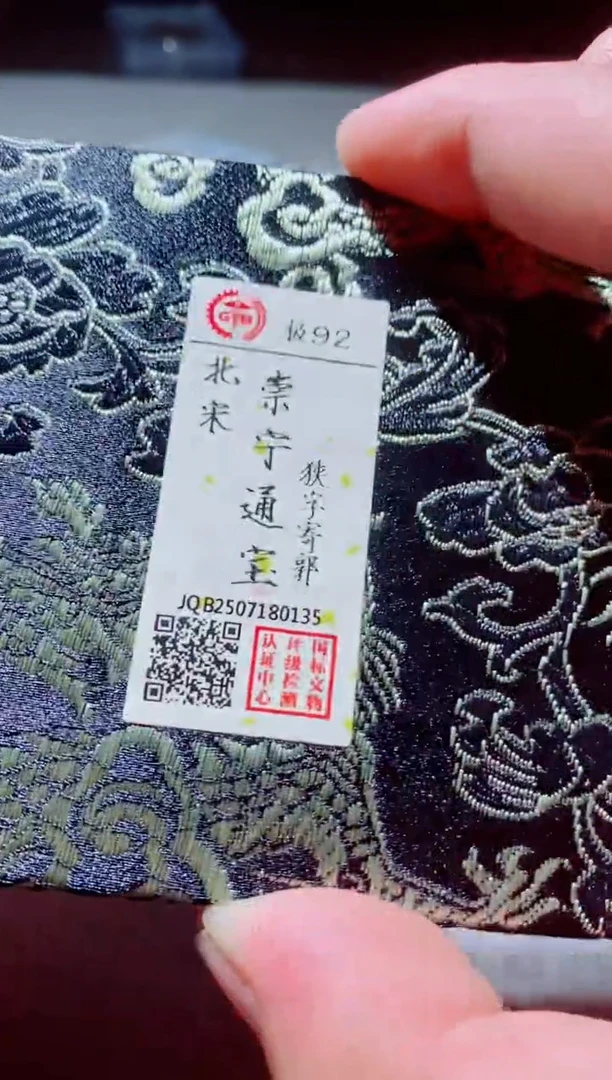 极92
北宋
崇宁通宝
狭字寄郭
JQB2507180135
国标文物
评级检测
认证中心